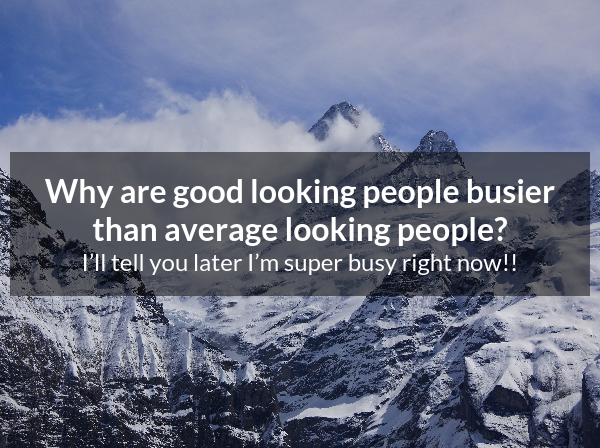 Why are good looking people busier
than average looking people?
I’ll tell you later I’m super busy right now!!